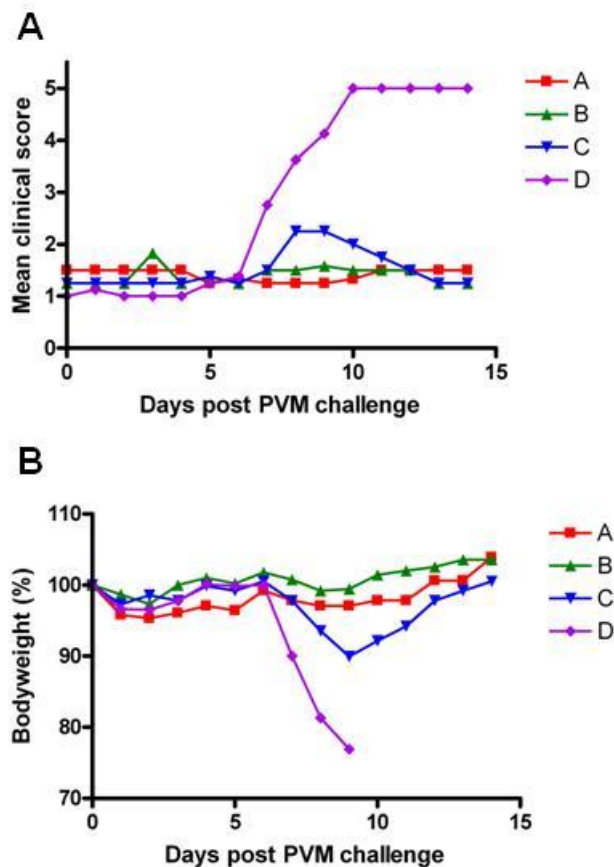 A
Mean clinical score
5
4
3
2
1
0
0 5 10 15
Days post PVM challenge
A
B
C
D
B
Bodyweight (%)
110
100
90
80
70
0 5 10 15
Days post PVM challenge
A
B
C
D